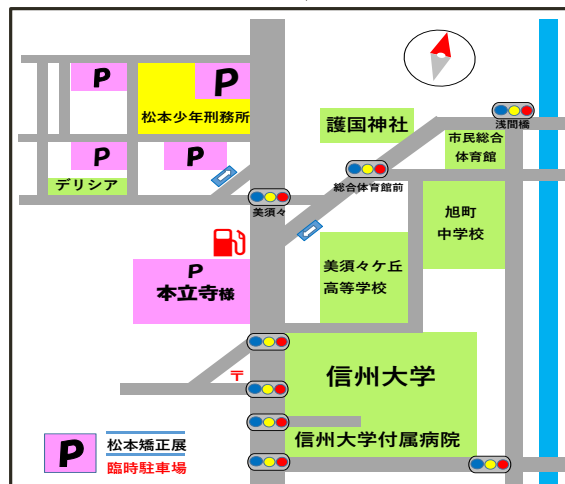 P
P
松本少年刑務所
護国神社
浅間橋
市民総合
体育館
P
P
デリシア
総合体育館前
美須々
旭町
中学校
P
本立寺様
美須々ケ丘
高等学校
〒
信州大学
信州大学付属病院
P
松本矯正展
臨時駐車場